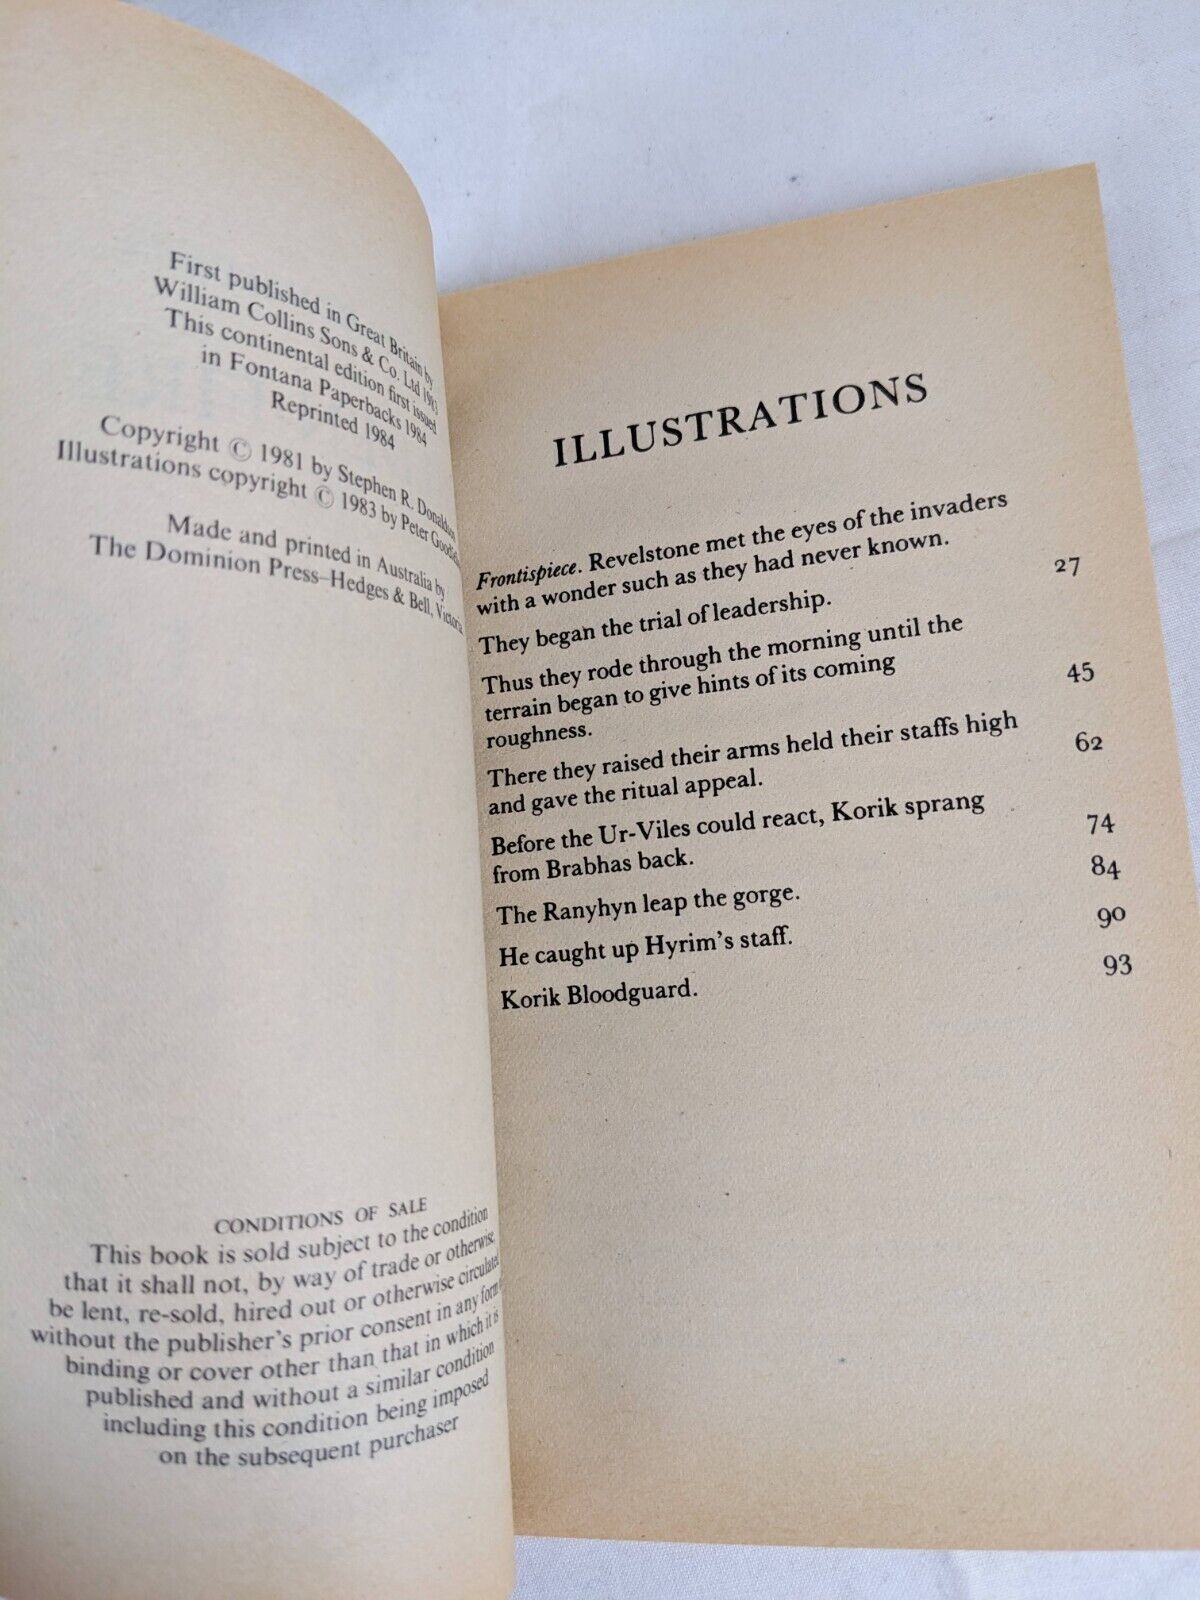 First published in Great Britain by
William Collins Sons & Co. Ltd
This continental edition first issued
in Fontana Paperbacks 1984
Reprinted 1984
Copyright © 1981 by Stephen R. Donaldson
Illustrations copyright © 1983 by Peter
Made and printed in Australia by
The Dominion Press–Hedges & Bell, Victoria
CONDITIONS OF SALE
This book is sold subject to the condition
that it shall not, by way of trade or otherwise,
be lent, re-sold, hired out or otherwise circulated
without the publisher's prior consent in any form
binding or cover other than that in which it is
published and without a similar condition
including this condition being imposed
on the subsequent purchaser
ILLUSTRATIONS
Frontispiece. Revelstone met the eyes of the invaders
with a wonder such as they had never known.
They began the trial of leadership. 27
Thus they rode through the morning until the
terrain began to give hints of its coming
roughness. 45
There they raised their arms held their staffs high
and gave the ritual appeal. 62
Before the Ur-Viles could react, Korik sprang
from Brabhas back. 74
The Ranyhyn leap the gorge. 84
He caught up Hyrim's staff. 90
Korik Bloodguard. 93